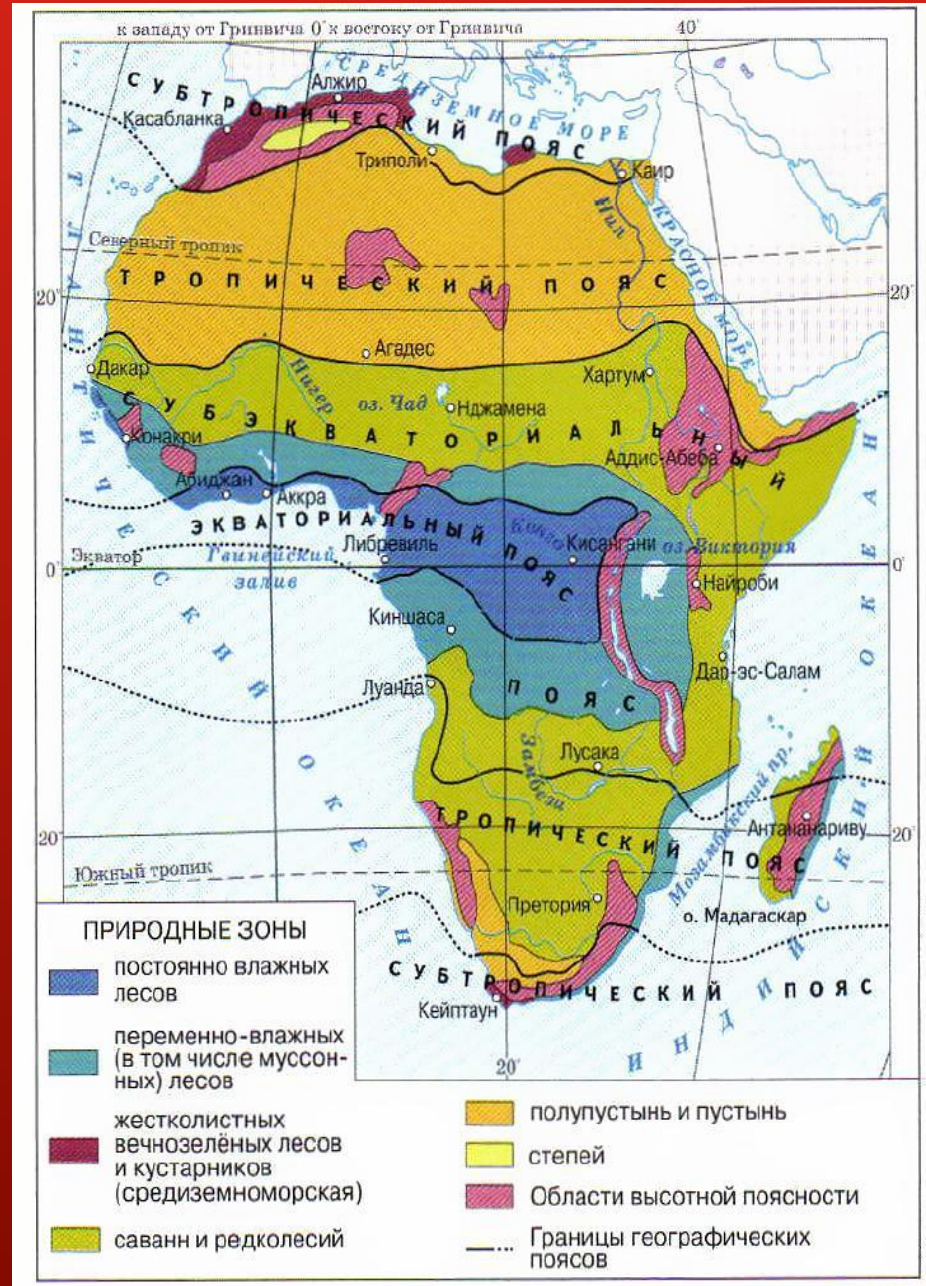 к западу от Гринвича 0° к востоку от Гринвича
40°
СРЕДИЗЕМНОЕ МОРЕ
СУБТРОПИЧЕСКИЙ ПОЯС
Алжир
Касабланка
Триполи
Каир
Нил
КРАСНОЕ МОРЕ
АТЛАНТИЧЕСКИЙ ОКЕАН
Северный тропик
ТРОПИЧЕСКИЙ ПОЯС
20°
20°
Агадес
Дакар
Нигер
оз. Чад
Нджамена
Хартум
СУБЭКВАТОРИАЛЬНЫЙ
Конакри
Аддис-Абеба
Абиджан
Аккра
ЭКВАТОРИАЛЬНЫЙ ПОЯС
Конго
Экватор
Гвинейский
залив
Либревиль
Кисангани
оз. Виктория
0°
0°
Найроби
Киншаса
Дар-эс-Салам
Луанда
ПОЯС
Лусака
Замбези
Мозамбикский пр.
ИНДИЙСКИЙ ОКЕАН
20°
ТРОПИЧЕСКИЙ ПОЯС
Антананариву
20°
Южный тропик
Претория
о. Мадагаскар
СУБТРОПИЧЕСКИЙ ПОЯС
Кейптаун
20°
ПРИРОДНЫЕ ЗОНЫ
постоянно влажных
лесов
переменно-влажных
(в том числе муссон-
ных) лесов
жестколистных
вечнозелёных лесов
и кустарников
(средиземноморская)
саванн и редколесий
полупустынь и пустынь
степей
Области высотной поясности
Границы географических
поясов